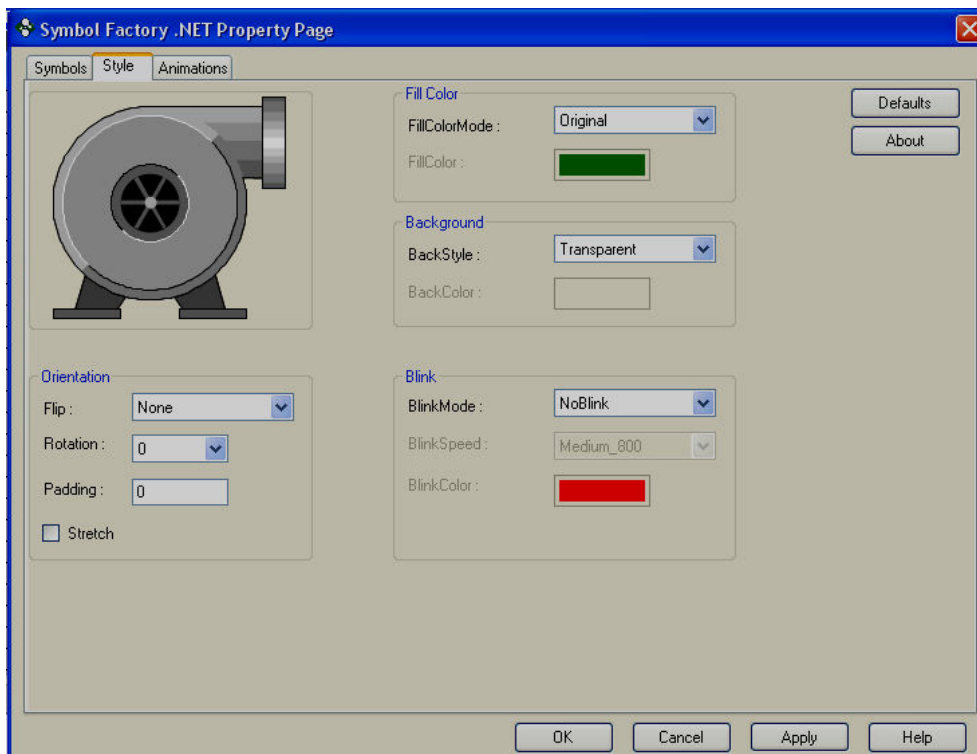 Symbol Factory .NET Property Page
Symbols
Style
Animations
Fill Color
FillColorMode :
Original
FillColor :
Defaults
About
Background
BackStyle :
Transparent
BackColor :
Orientation
Flip :
None
Rotation :
0
Padding :
0
Stretch
Blink
BlinkMode :
NoBlink
BlinkSpeed :
Medium_800
BlinkColor :
OK
Cancel
Apply
Help